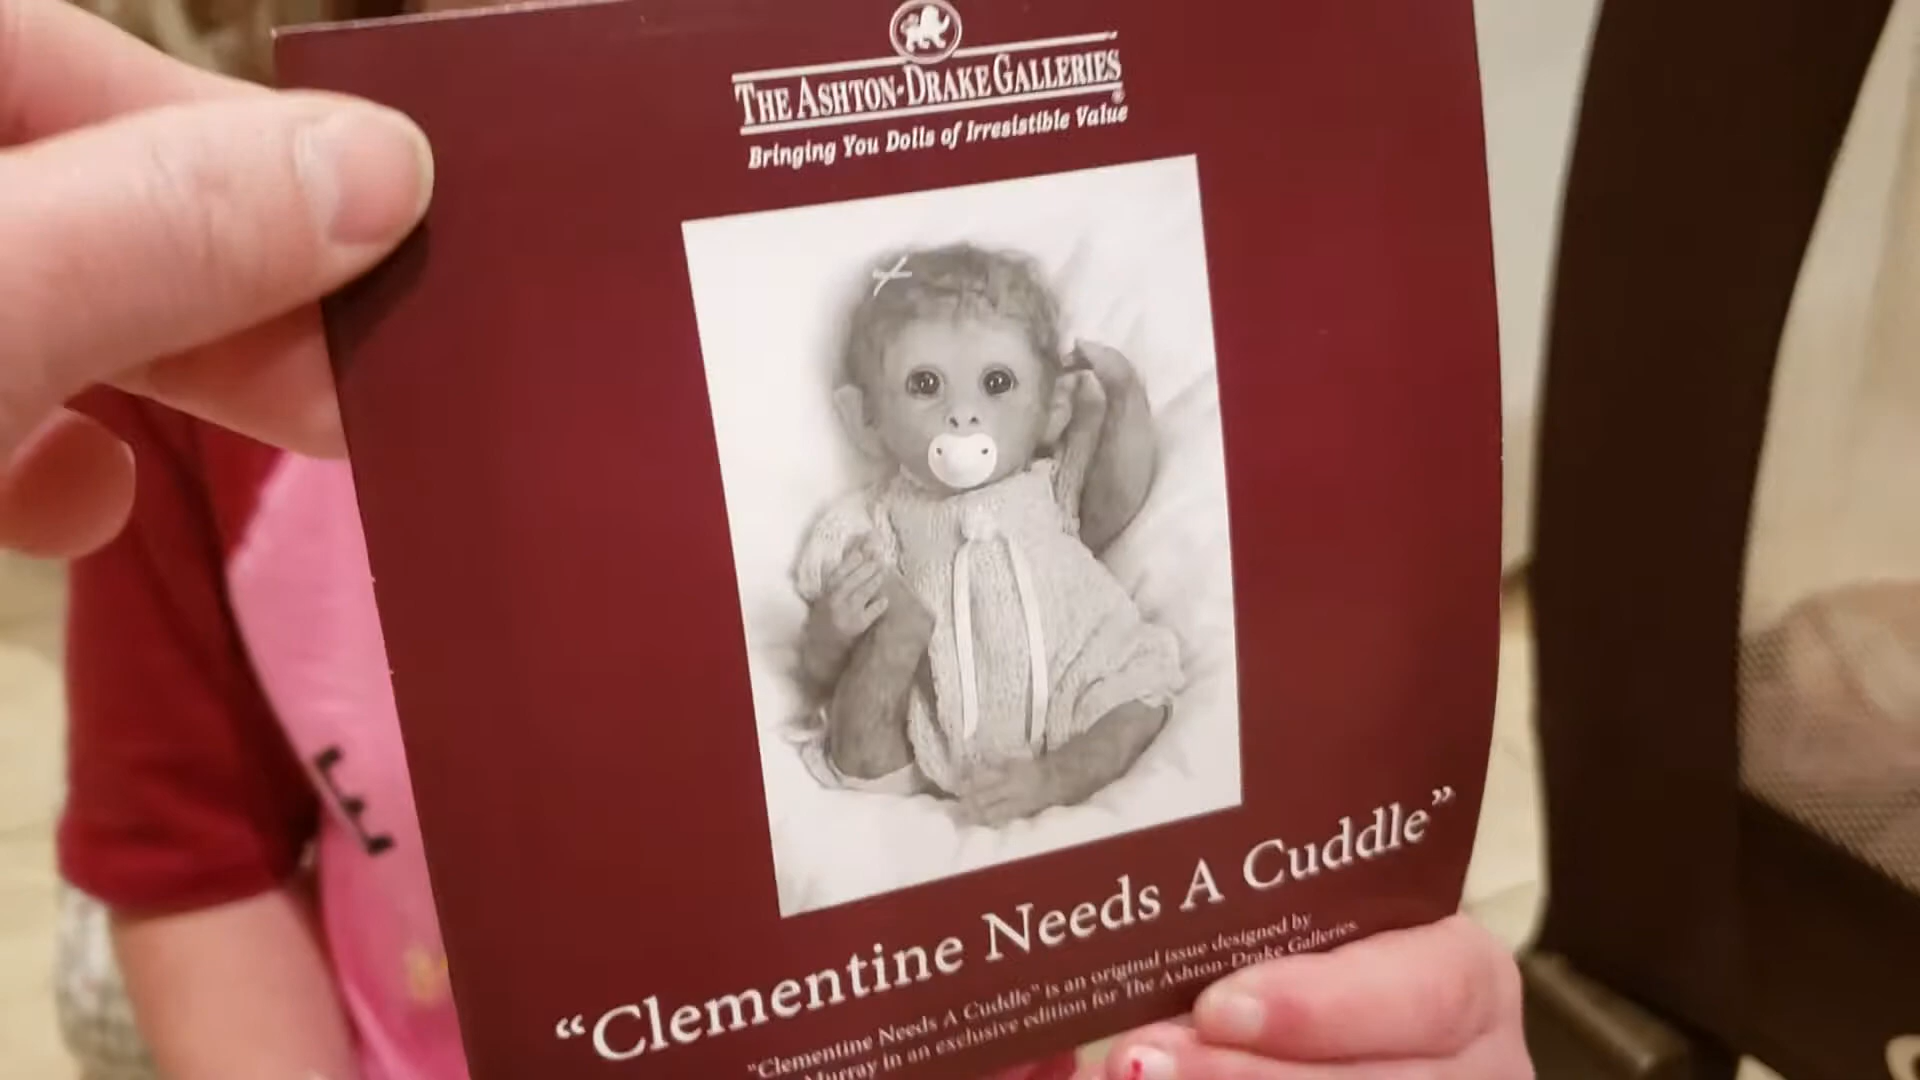 THE ASHTON-DRAKE GALLERIES®
Bringing You Dolls of Irresistible Value
“Clementine Needs A Cuddle”
“Clementine Needs A Cuddle” is an original issue designed by
Murray in an exclusive edition for The Ashton-Drake Galleries